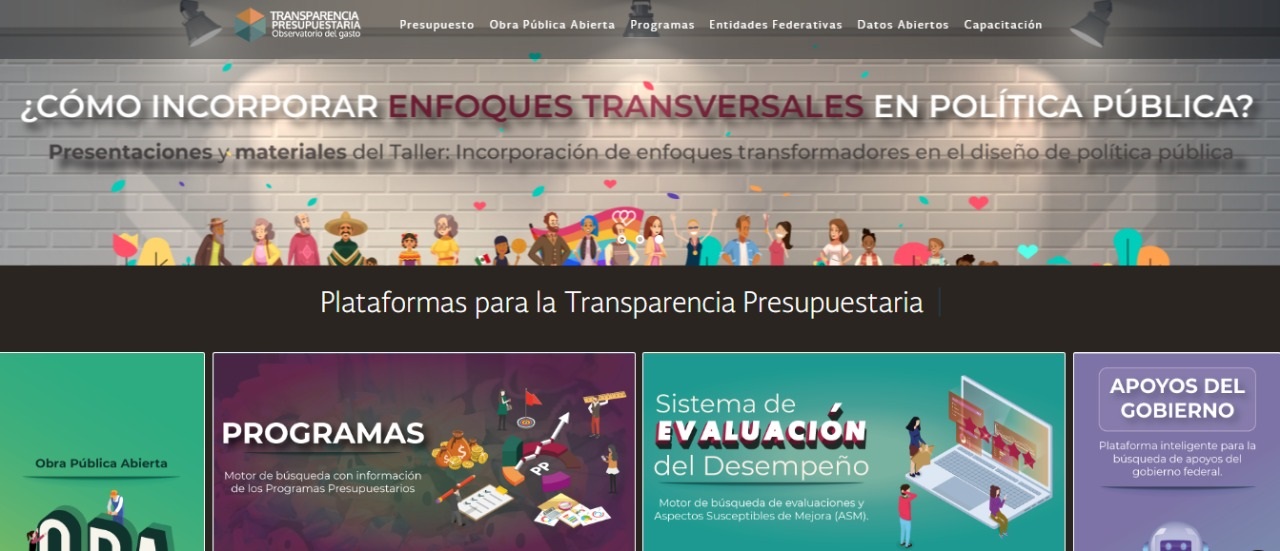 TRANSPARENCIA
PRESUPUESTARIA
Observatorio del gasto
Presupuesto Obra Pública Abierta Programas Entidades Federativas Datos Abiertos Capacitación
¿CÓMO INCORPORAR ENFOQUES TRANSVERSALES EN POLÍTICA PÚBLICA?
Presentaciones y materiales del Taller: Incorporación de enfoques transformadores en el diseño de política pública
Plataformas para la Transparencia Presupuestaria
Obra Pública Abierta
PROGRAMAS
Motor de búsqueda con información
de los Programas Presupuestarios
PP
Sistema de
EVALUACIÓN
del Desempeño
Motor de búsqueda de evaluaciones y
Aspectos Susceptibles de Mejora (ASM).
APOYOS DEL
GOBIERNO
Plataforma inteligente para la
búsqueda de apoyos del
gobierno federal.